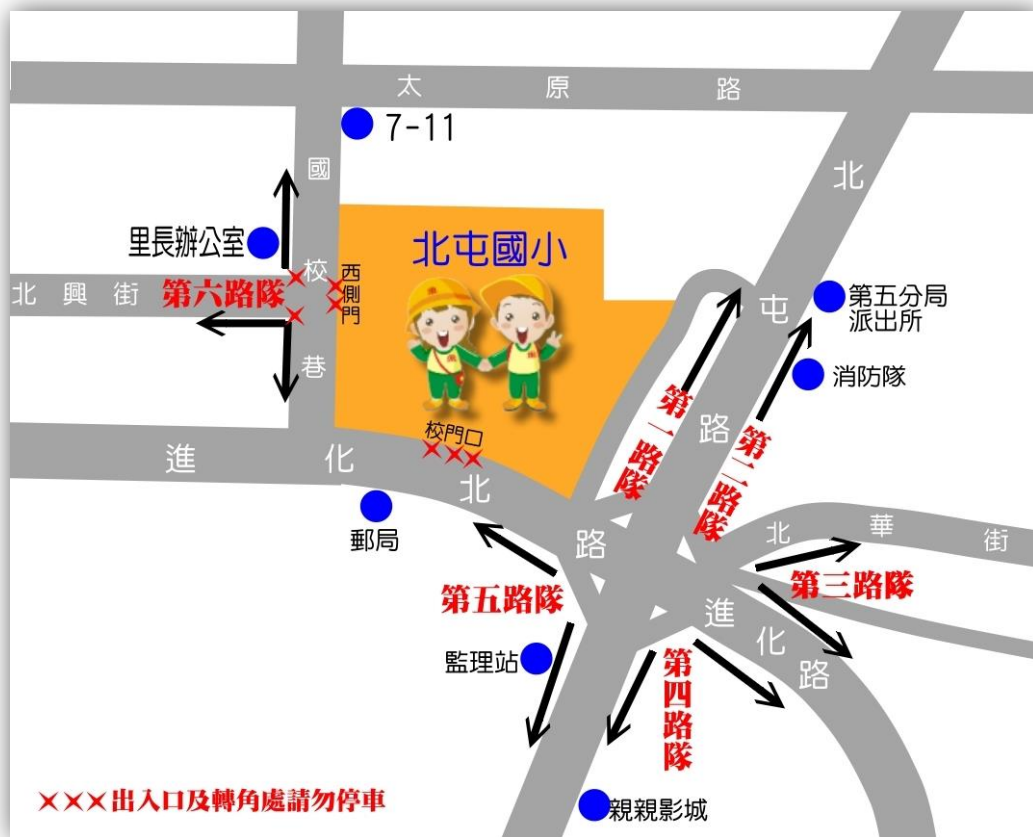 太原路
7-11
國校巷
北屯路
里長辦公室
北屯國小
西側門
北興街
第六路隊
第五分局
派出所
消防隊
第一路隊
第二路隊
校門口
進化北路
郵局
北華街
第三路隊
第五路隊
進化路
監理站
第四路隊
×××出入口及轉角處請勿停車
親親影城